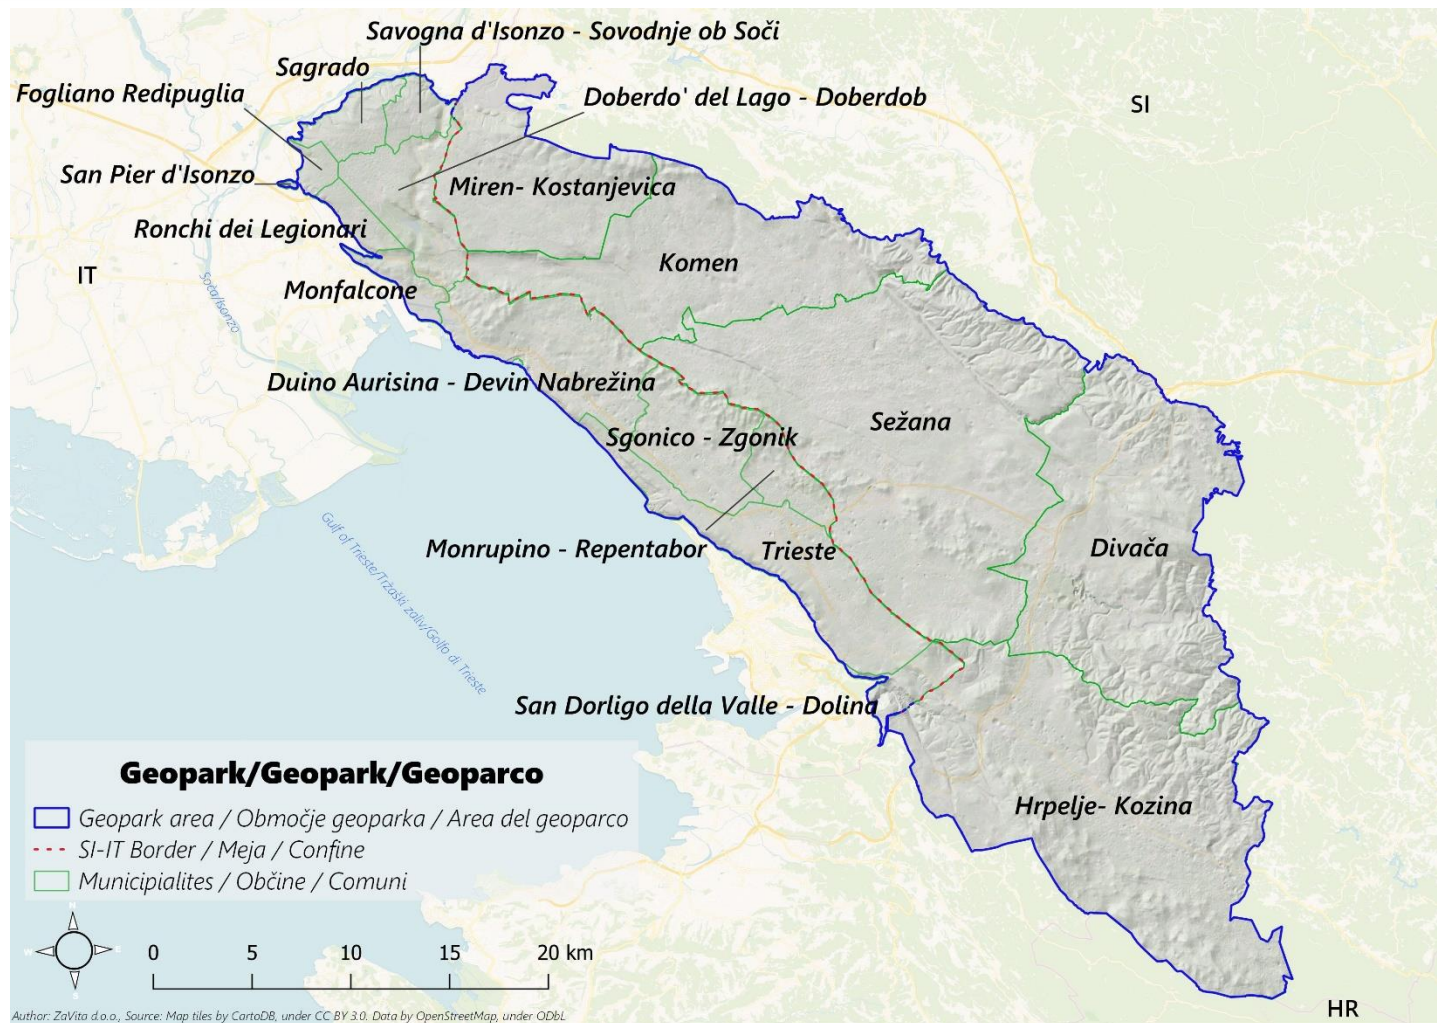 Savogna d'Isonzo - Sovodnje ob Soči
Sagrado
Fogliano Redipuglia
Doberdo' del Lago - Doberdob
SI
San Pier d'Isonzo
Miren- Kostanjevica
Ronchi dei Legionari
Komen
IT
Soča/Isonzo
Monfalcone
Duino Aurisina - Devin Nabrežina
Sežana
Sgonico - Zgonik
Gulf of Trieste/Tržaški zaliv/Golfo di Trieste
Monrupino - Repentabor
Trieste
Divača
San Dorligo della Valle - Dolina
Hrpelje- Kozina
Geopark/Geopark/Geoparco
Geopark area / Območje geoparka / Area del geoparco
SI-IT Border / Meja / Confine
Municipialites / Občine / Comuni
N
W E
S
0 5 10 15 20 km
HR
Author: ZaVita d.o.o., Source: Map tiles by CartoDB, under CC BY 3.0. Data by OpenStreetMap, under ODbL